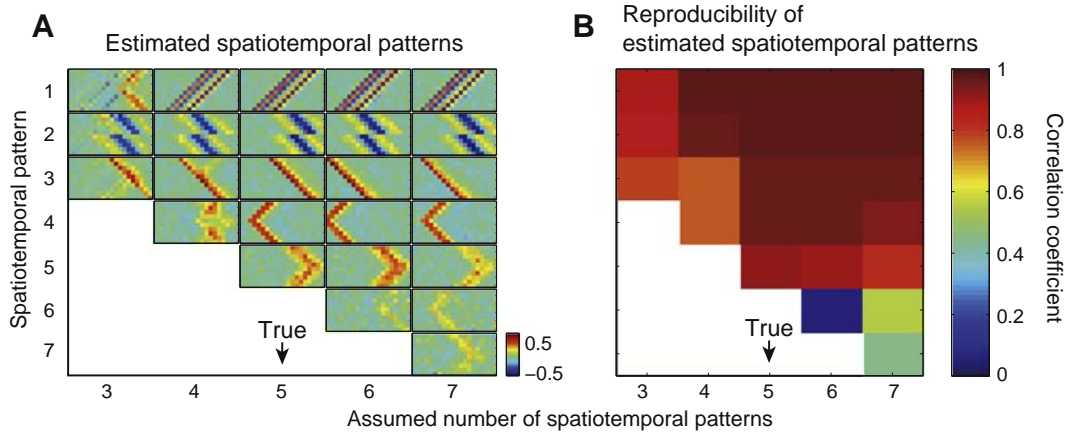 A
Estimated spatiotemporal patterns
Spatiotemporal pattern
1
2
3
4
5
6
7
True
0.5
−0.5
3 4 5 6 7
B
Reproducibility of
estimated spatiotemporal patterns
True
3 4 5 6 7
1
0.8
0.6
0.4
0.2
0
Correlation coefficient
Assumed number of spatiotemporal patterns